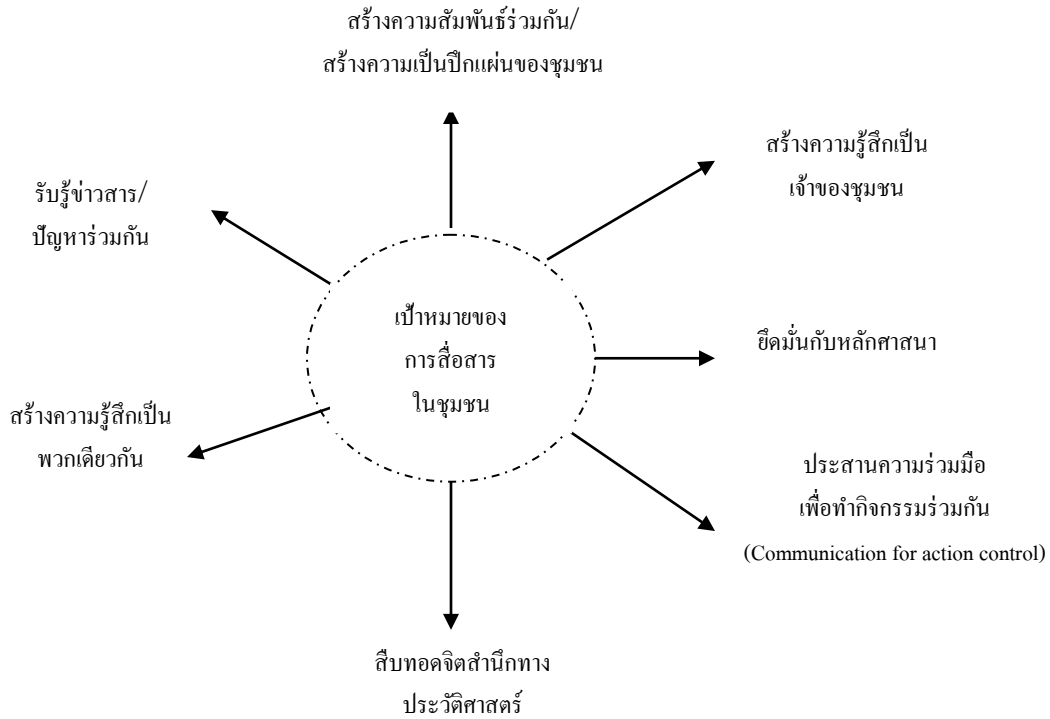 สร้างความสัมพันธ์ร่วมกัน/
สร้างความเป็นปึกแผ่นของชุมชน
สร้างความรู้สึกเป็น
เจ้าของชุมชน
รับรู้ข่าวสาร/
ปัญหาร่วมกัน
เป้าหมายของ
การสื่อสาร
ในชุมชน
ยึดมั่นกับหลักศาสนา
สร้างความรู้สึกเป็น
พวกเดียวกัน
ประสานความร่วมมือ
เพื่อทำกิจกรรมร่วมกัน
(Communication for action control)
สืบทอดจิตสำนึกทาง
ประวัติศาสตร์